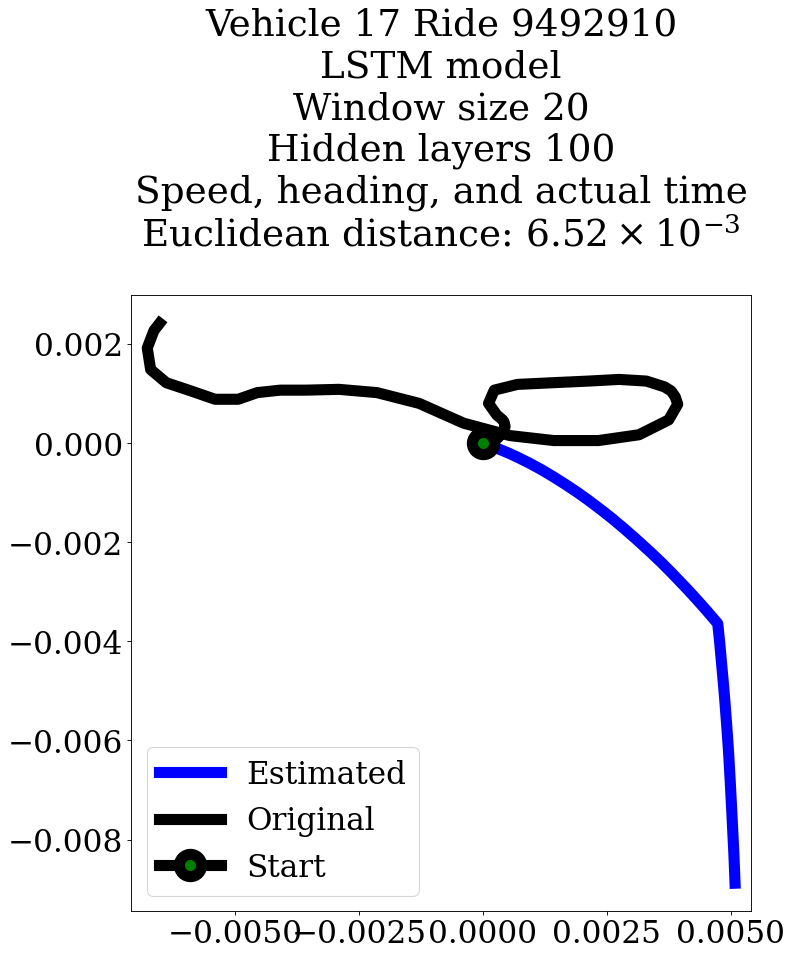 Vehicle 17 Ride 9492910
LSTM model
Window size 20
Hidden layers 100
Speed, heading, and actual time
Euclidean distance: 6.52 × 10⁻³
0.002
0.000
−0.002
−0.004
−0.006
−0.008
Estimated
Original
Start
−0.0050 −0.0025 0.0000 0.0025 0.0050